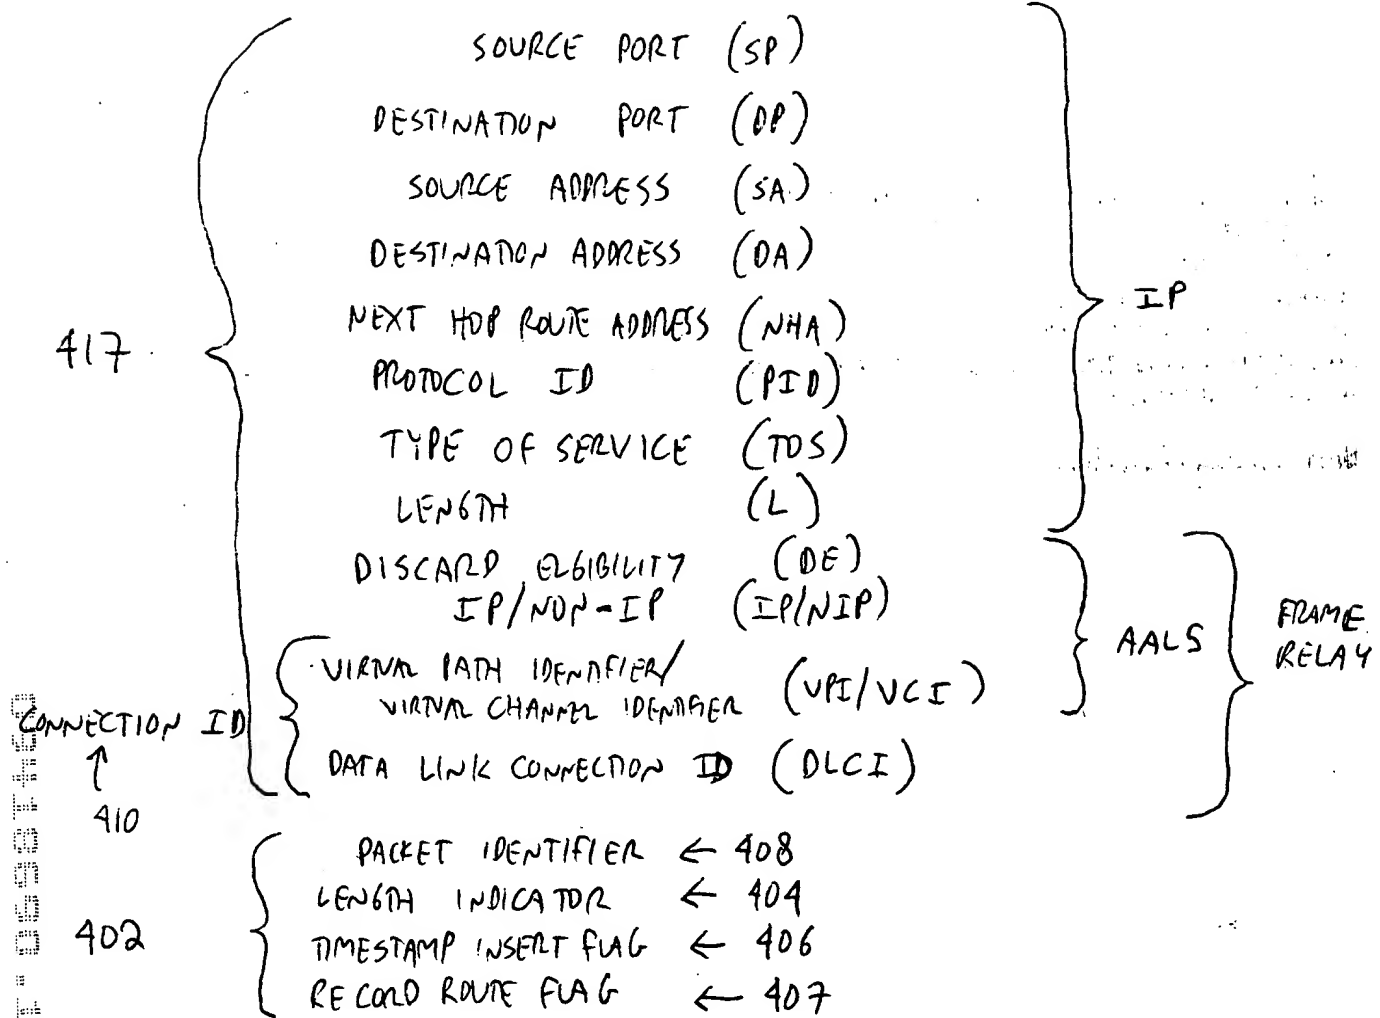 SOURCE PORT (SP)
DESTINATION PORT (DP)
SOURCE ADDRESS (SA)
DESTINATION ADDRESS (DA)
NEXT HOP ROUTE ADDRESS (NHA)
IP
417
PROTOCOL ID (PID)
TYPE OF SERVICE (TOS)
LENGTH (L)
DISCARD ELGIBILITY (DE)
IP/NON-IP (IP/NIP)
AAL5
FRAME RELAY
VIRTUAL PATH IDENTIFIER/
VIRTUAL CHANNEL IDENTIFIER (VPI/VCI)
CONNECTION ID
DATA LINK CONNECTION ID (DLCI)
410
PACKET IDENTIFIER ← 408
LENGTH INDICATOR ← 404
402
TIMESTAMP INSERT FLAG ← 406
RECORD ROUTE FLAG ← 407